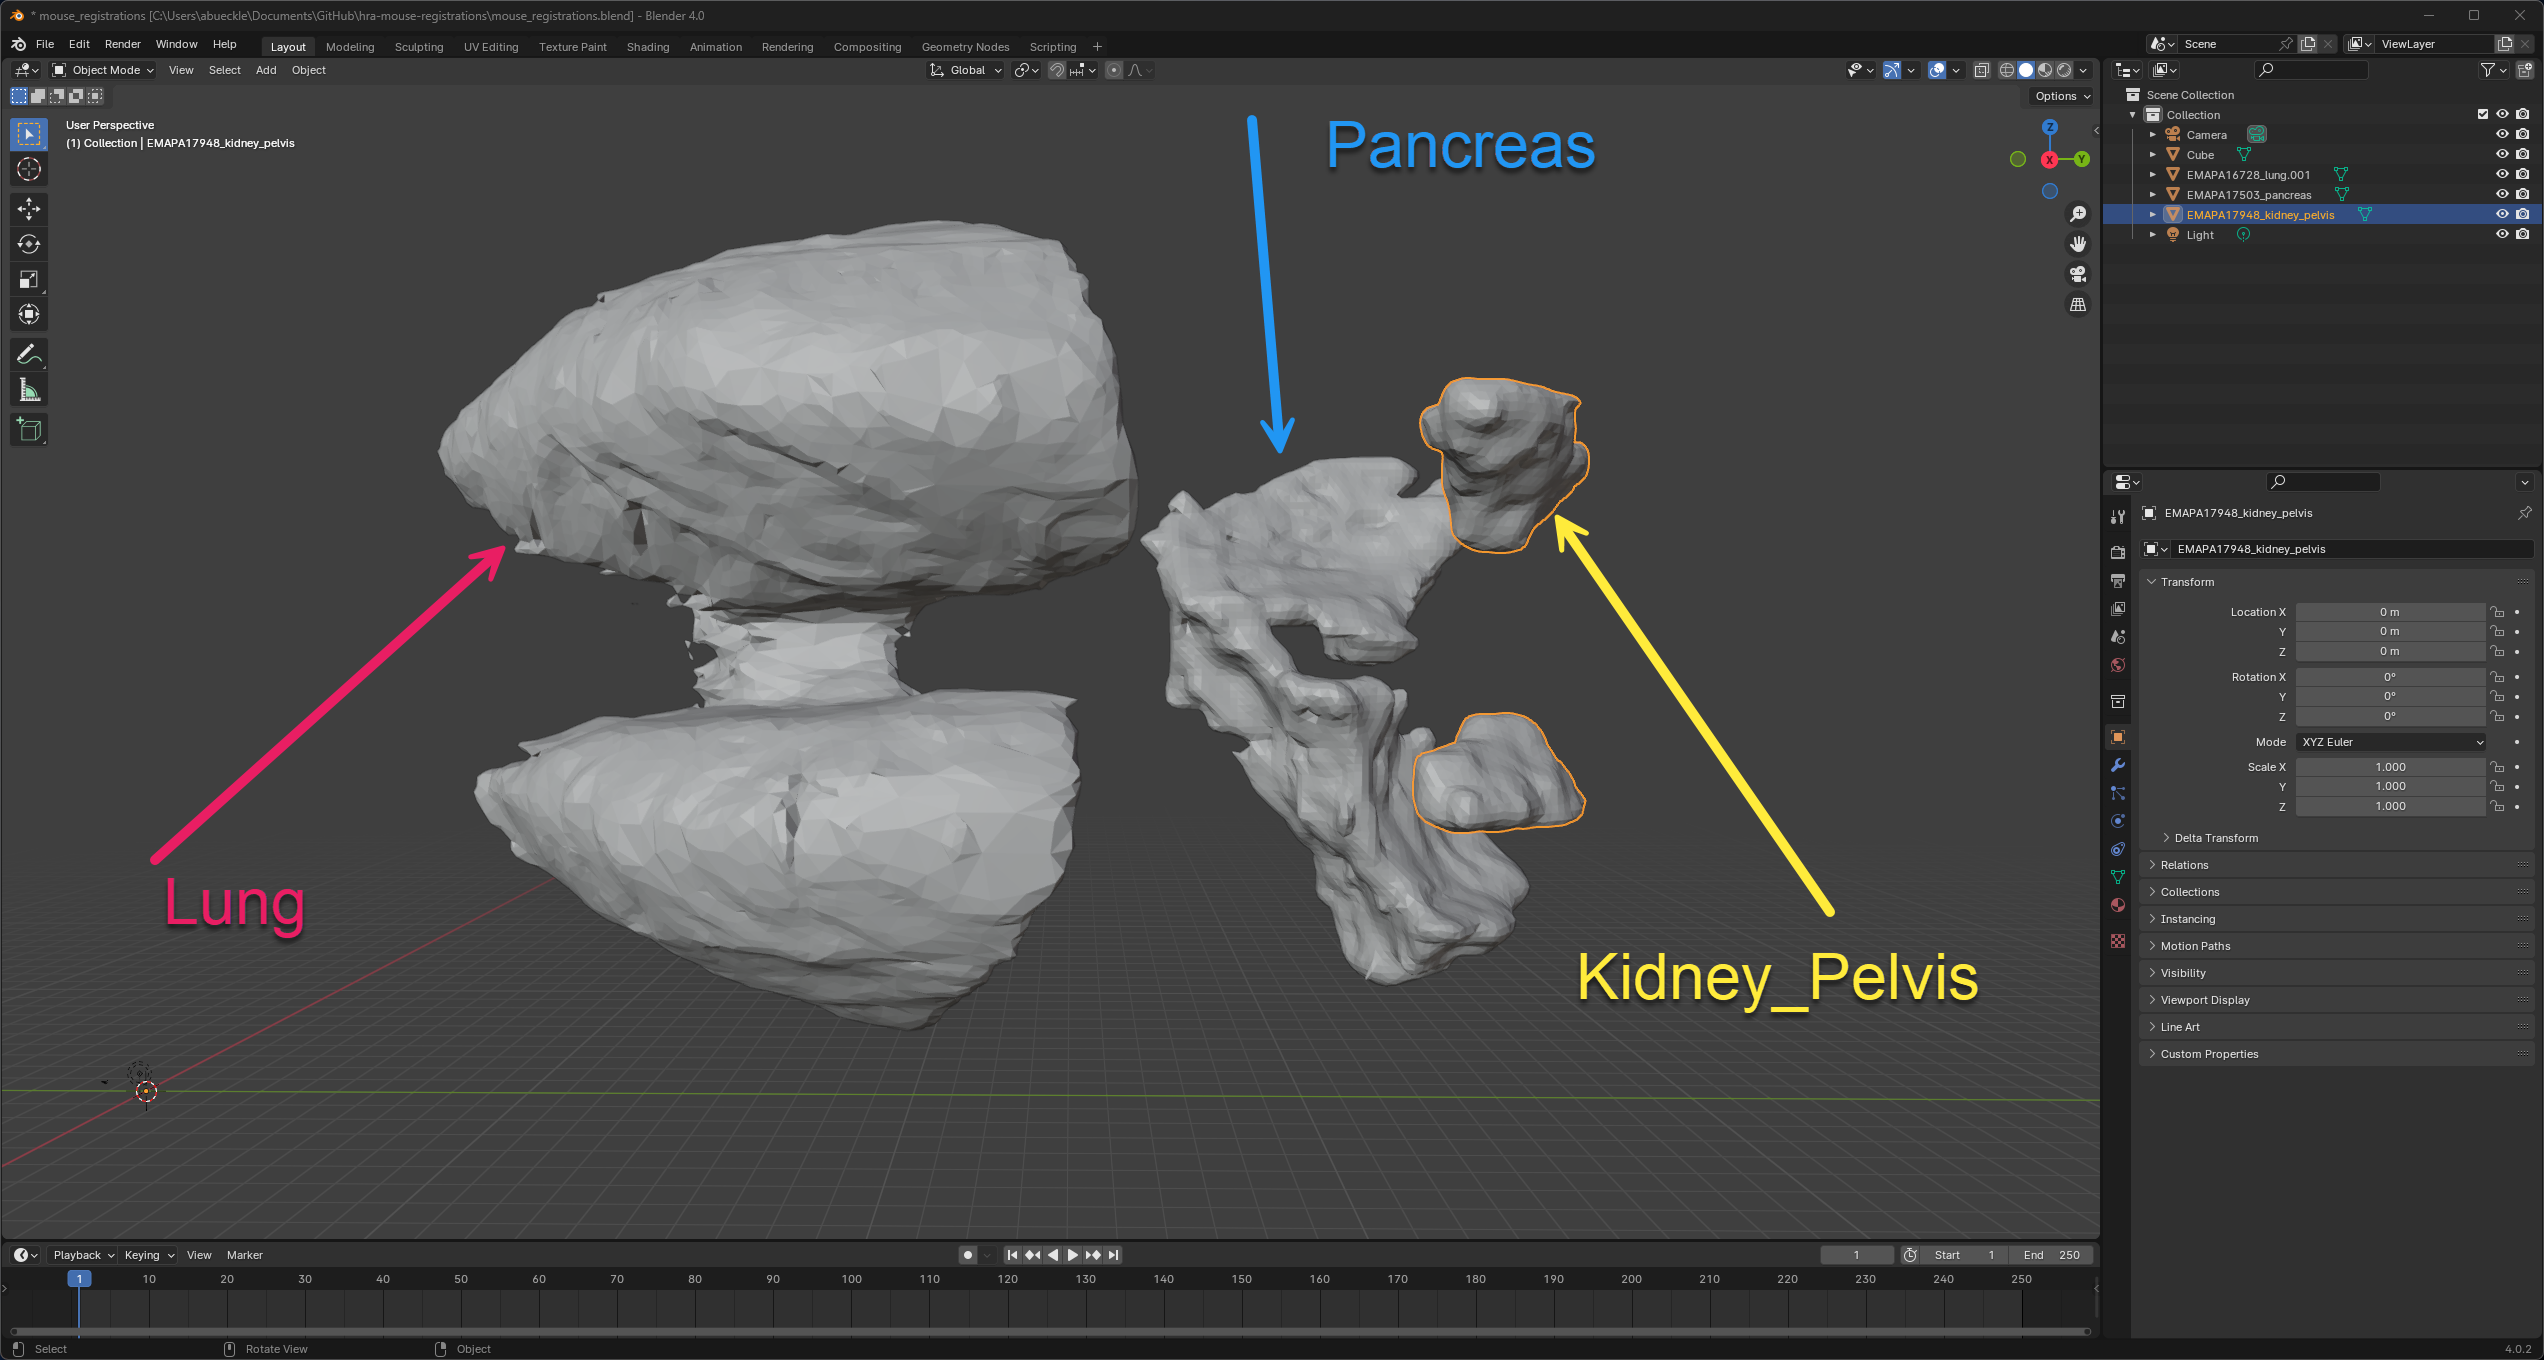 * mouse_registrations [C:\Users\abueckle\Documents\GitHub\hra-mouse-registrations\mouse_registrations.blend] - Blender 4.0
File Edit Render Window Help Layout Modeling Sculpting UV Editing Texture Paint Shading Animation Rendering Compositing Geometry Nodes Scripting + Scene ViewLayer
Object Mode View Select Add Object Global
Options
User Perspective
(1) Collection | EMAPA17948_kidney_pelvis
Z
X
Y
Pancreas
Lung
Kidney_Pelvis
Scene Collection
Collection
Camera
Cube
EMAPA16728_lung.001
EMAPA17503_pancreas
EMAPA17948_kidney_pelvis
Light
EMAPA17948_kidney_pelvis
EMAPA17948_kidney_pelvis
Transform
Location X 0 m
Y 0 m
Z 0 m
Rotation X 0°
Y 0°
Z 0°
Mode XYZ Euler
Scale X 1.000
Y 1.000
Z 1.000
Delta Transform
Relations
Collections
Instancing
Motion Paths
Visibility
Viewport Display
Line Art
Custom Properties
Playback Keying View Marker 1 Start 1 End 250
1 10 20 30 40 50 60 70 80 90 100 110 120 130 140 150 160 170 180 190 200 210 220 230 240 250
Select Rotate View Object 4.0.2